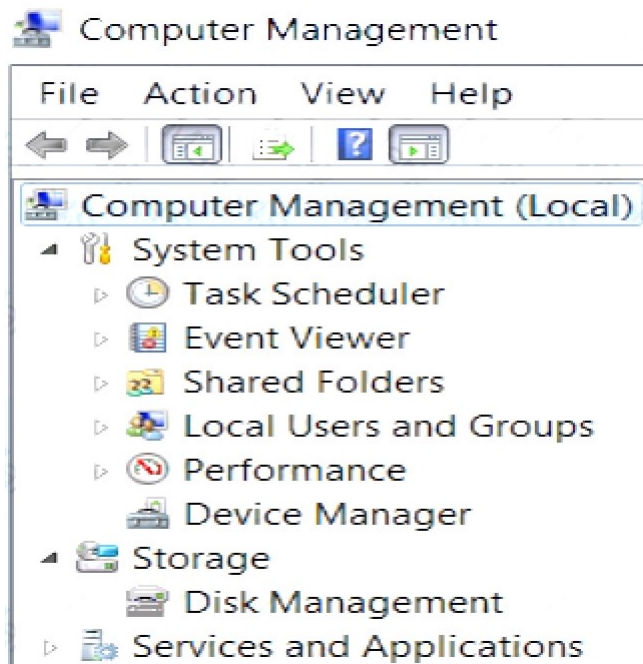 Computer Management
File Action View Help
Computer Management (Local)
System Tools
Task Scheduler
Event Viewer
Shared Folders
Local Users and Groups
Performance
Device Manager
Storage
Disk Management
Services and Applications